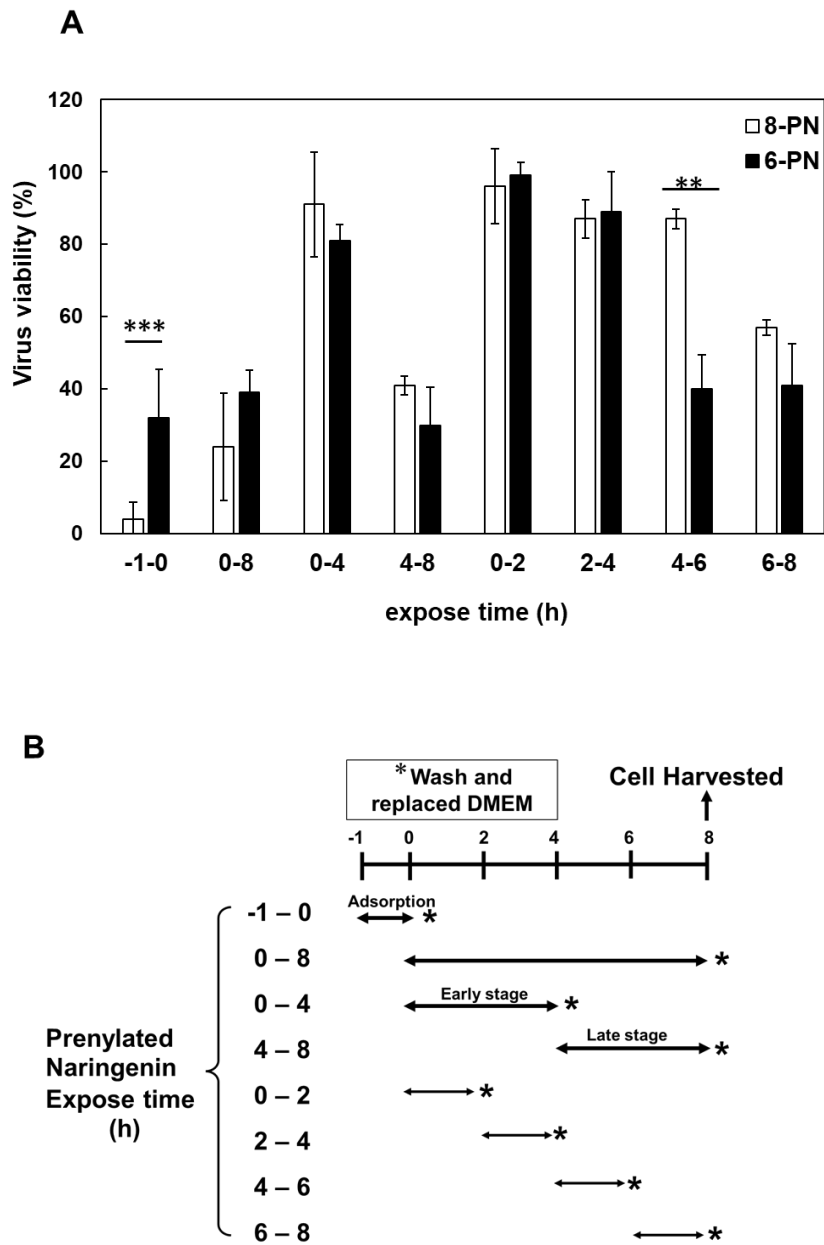 A
120
100
80
60
40
20
0
Virus viability (%)
8-PN
6-PN
***
**
-1-0 0-8 0-4 4-8 0-2 2-4 4-6 6-8
expose time (h)
B
*Wash and
replaced DMEM
Cell Harvested
-1 0 2 4 6 8
Prenylated
Naringenin
Expose time
(h)
-1 – 0 Adsorption *
0 – 8 *
0 – 4 Early stage *
4 – 8 Late stage *
0 – 2 *
2 – 4 *
4 – 6 *
6 – 8 *